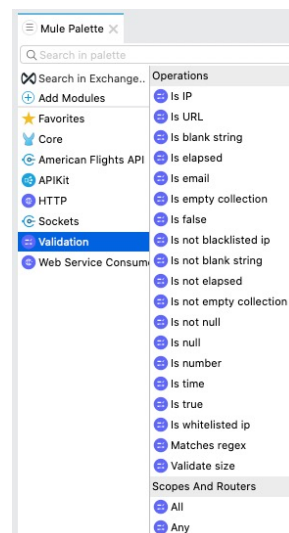 Mule Palette
Search in palette
Search in Exchange..
Add Modules
Favorites
Core
American Flights API
APIKit
HTTP
Sockets
Validation
Web Service Consum
Operations
Is IP
Is URL
Is blank string
Is elapsed
Is email
Is empty collection
Is false
Is not blacklisted ip
Is not blank string
Is not elapsed
Is not empty collection
Is not null
Is null
Is number
Is time
Is true
Is whitelisted ip
Matches regex
Validate size
Scopes And Routers
All
Any